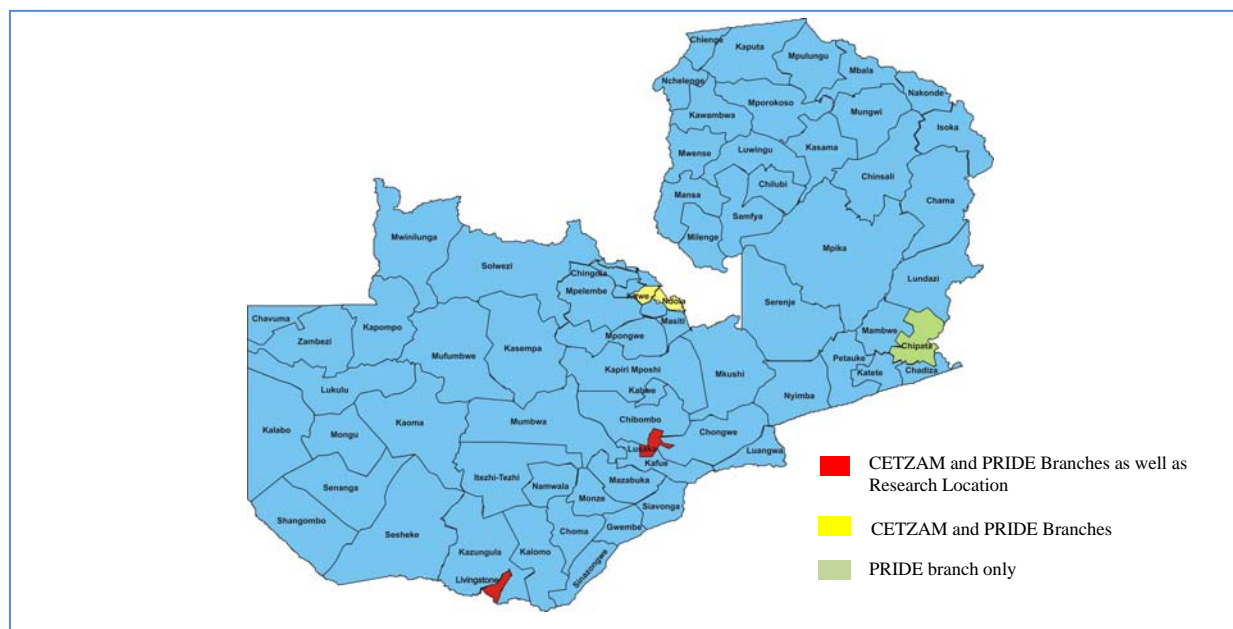 Chienge
Kaputa
Mpulungu
Mbala
Nchelenge
Nakonde
Mporokoso
Mungwi
Kawambwa
Isoka
Mwense
Luwingu
Kasama
Chinsali
Chilubi
Mansa
Chama
Samfya
Milenge
Mwinilunga
Mpika
Solwezi
Lundazi
Chingola
Mpelembe
Kitwe
Ndola
Serenje
Masiti
Chavuma
Kapompo
Mambwe
Zambezi
Mpongwe
Chipata
Mufumbwe
Kasempa
Petauke
Katete
Chadiza
Kapiri Mposhi
Mkushi
Lukulu
Kabwe
Nyimba
Kalabo
Kaoma
Mumbwa
Chibombo
Mongu
Chongwe
Lusaka
Luangwa
Kafue
Itezhi-Tezhi
Mazabuka
Senanga
Namwala
Monze
Siavonga
Shangombo
Gwembe
Sesheke
Choma
Kazungula
Kalomo
Sinazongwe
Livingstone
CETZAM and PRIDE Branches as well as
Research Location
CETZAM and PRIDE Branches
PRIDE branch only